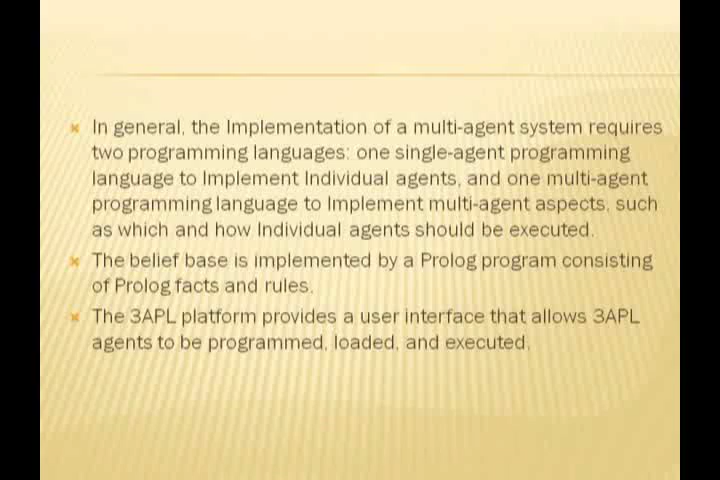 In general, the Implementation of a multi-agent system requires
two programming languages: one single-agent programming
language to Implement Individual agents, and one multi-agent
programming language to Implement multi-agent aspects, such
as which and how Individual agents should be executed.
The belief base is implemented by a Prolog program consisting
of Prolog facts and rules.
The 3APL platform provides a user interface that allows 3APL
agents to be programmed, loaded, and executed.